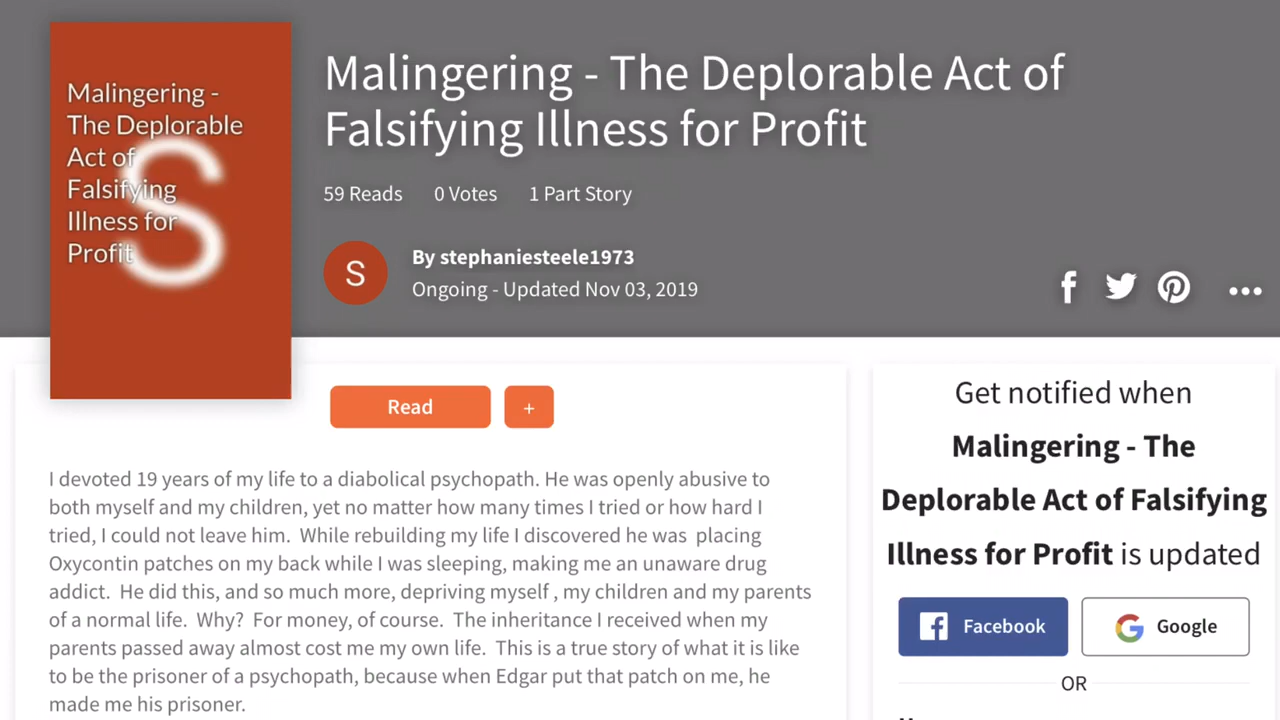 Malingering -
The Deplorable
Act of
Falsifying
Illness for
Profit
S
Malingering - The Deplorable Act of
Falsifying Illness for Profit
59 Reads 0 Votes 1 Part Story
S
By stephaniesteele1973
Ongoing - Updated Nov 03, 2019
Read +
I devoted 19 years of my life to a diabolical psychopath. He was openly abusive to
both myself and my children, yet no matter how many times I tried or how hard I
tried, I could not leave him.  While rebuilding my life I discovered he was  placing
Oxycontin patches on my back while I was sleeping, making me an unaware drug
addict.  He did this, and so much more, depriving myself , my children and my parents
of a normal life.  Why?  For money, of course.  The inheritance I received when my
parents passed away almost cost me my own life.  This is a true story of what it is like
to be the prisoner of a psychopath, because when Edgar put that patch on me, he
made me his prisoner.
Get notified when
Malingering - The
Deplorable Act of Falsifying
Illness for Profit is updated
Facebook Google
OR